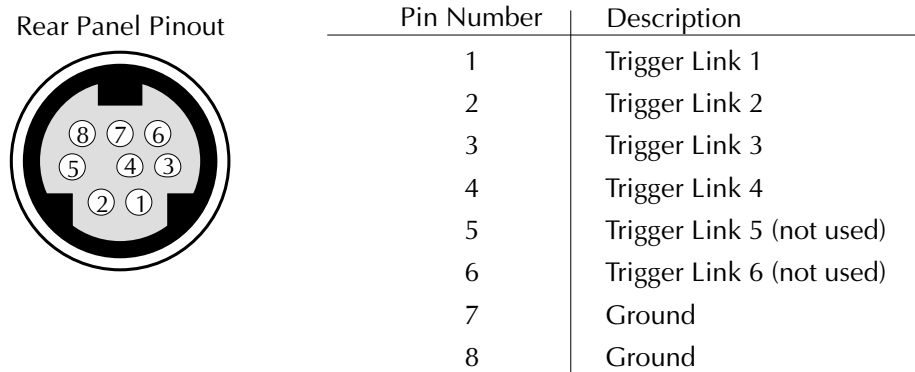 Rear Panel Pinout
8 7 6
5 4 3
2 1
Pin Number Description
1 Trigger Link 1
2 Trigger Link 2
3 Trigger Link 3
4 Trigger Link 4
5 Trigger Link 5 (not used)
6 Trigger Link 6 (not used)
7 Ground
8 Ground